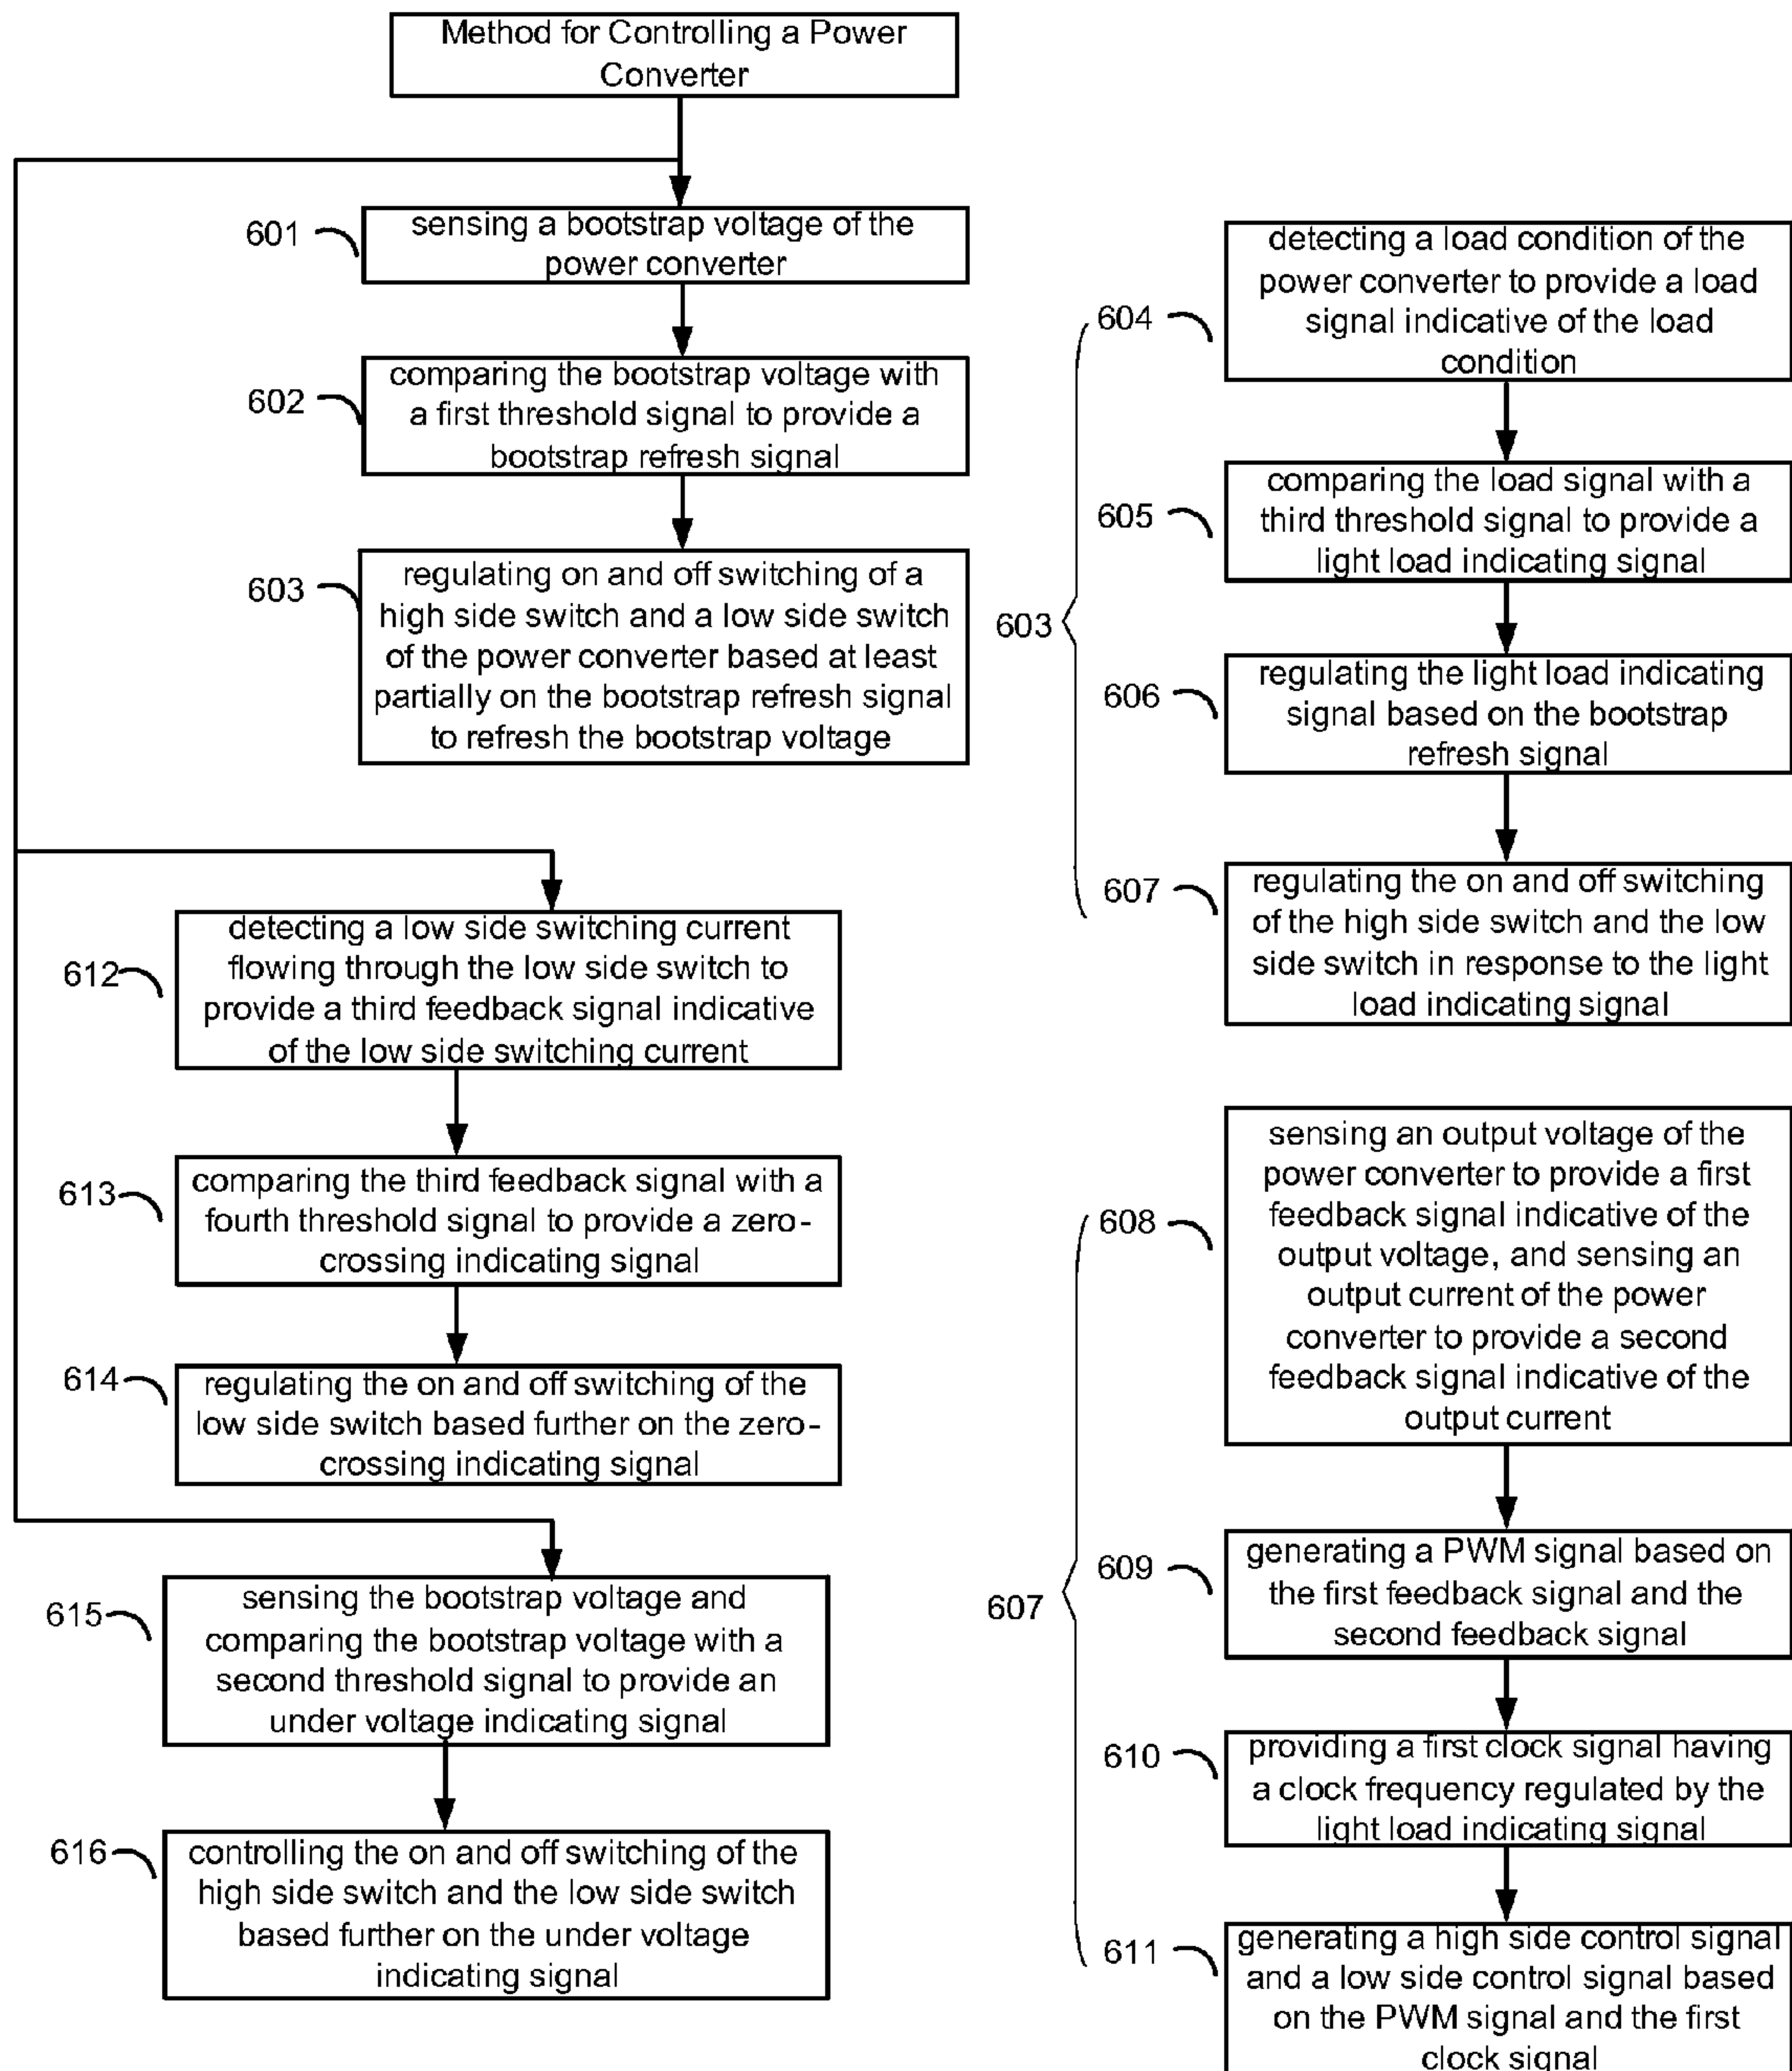 Method for Controlling a Power
Converter
601
sensing a bootstrap voltage of the
power converter
602
comparing the bootstrap voltage with
a first threshold signal to provide a
bootstrap refresh signal
603
regulating on and off switching of a
high side switch and a low side switch
of the power converter based at least
partially on the bootstrap refresh signal
to refresh the bootstrap voltage
612
detecting a low side switching current
flowing through the low side switch to
provide a third feedback signal indicative
of the low side switching current
613
comparing the third feedback signal with a
fourth threshold signal to provide a zero-
crossing indicating signal
614
regulating the on and off switching of the
low side switch based further on the zero-
crossing indicating signal
615
sensing the bootstrap voltage and
comparing the bootstrap voltage with a
second threshold signal to provide an
under voltage indicating signal
616
controlling the on and off switching of the
high side switch and the low side switch
based further on the under voltage
indicating signal
603
604
detecting a load condition of the
power converter to provide a load
signal indicative of the load
condition
605
comparing the load signal with a
third threshold signal to provide a
light load indicating signal
606
regulating the light load indicating
signal based on the bootstrap
refresh signal
607
regulating the on and off switching
of the high side switch and the low
side switch in response to the light
load indicating signal
607
608
sensing an output voltage of the
power converter to provide a first
feedback signal indicative of the
output voltage, and sensing an
output current of the power
converter to provide a second
feedback signal indicative of the
output current
609
generating a PWM signal based on
the first feedback signal and the
second feedback signal
610
providing a first clock signal having
a clock frequency regulated by the
light load indicating signal
611
generating a high side control signal
and a low side control signal based
on the PWM signal and the first
clock signal